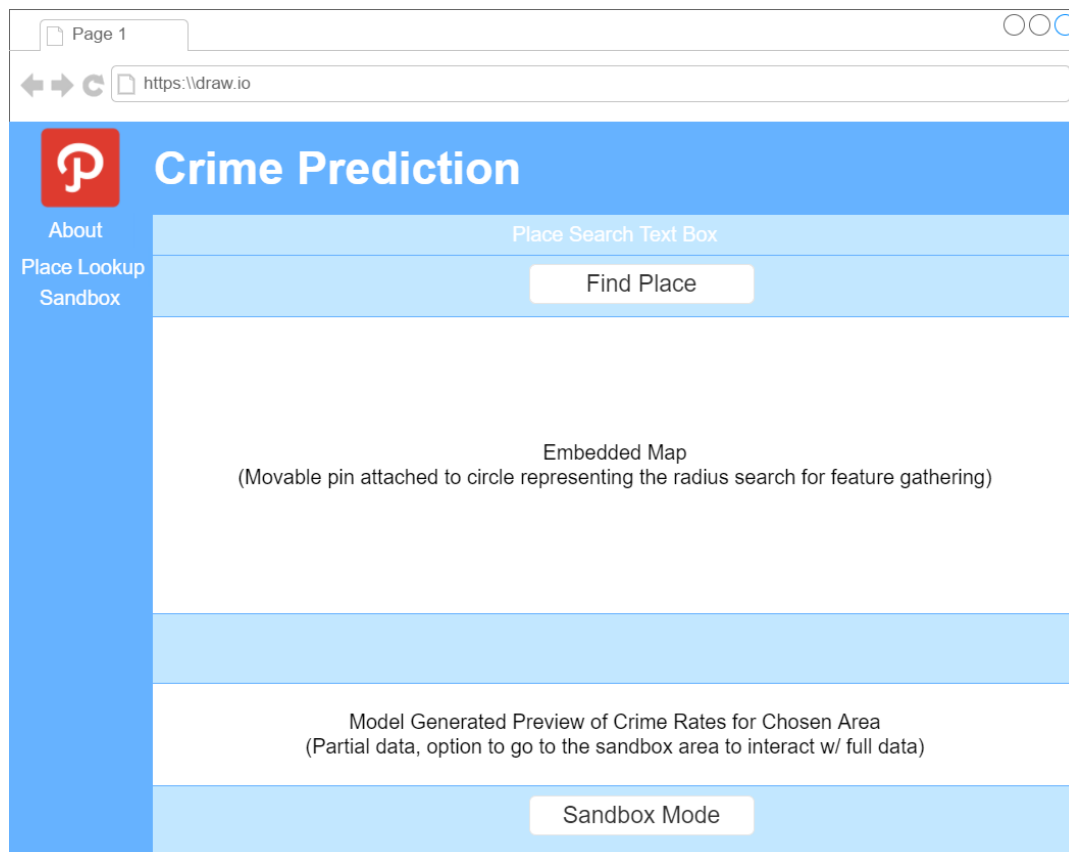 Page 1
https:\\draw.io
Crime Prediction
About
Place Lookup
Sandbox
Place Search Text Box
Find Place
Embedded Map
(Movable pin attached to circle representing the radius search for feature gathering)
Model Generated Preview of Crime Rates for Chosen Area
(Partial data, option to go to the sandbox area to interact w/ full data)
Sandbox Mode